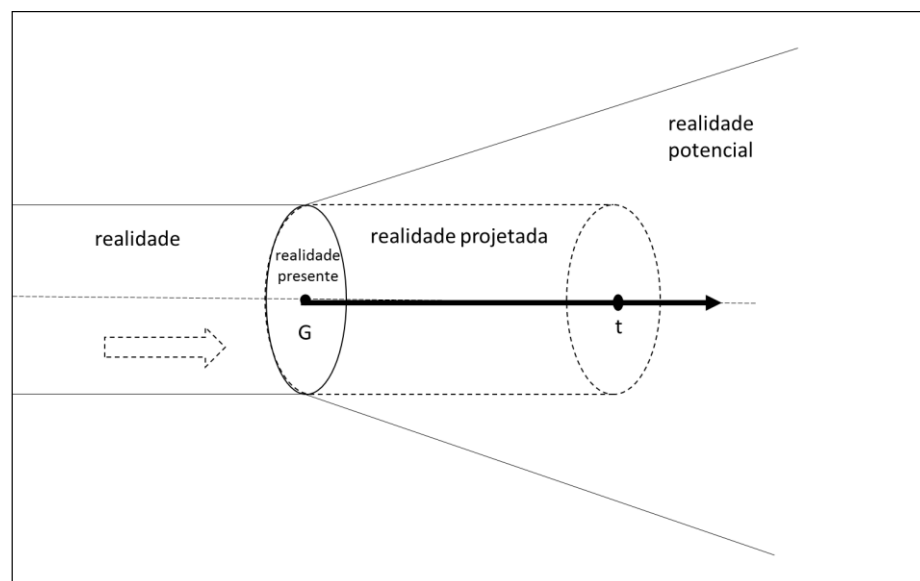 realidade
potencial
realidade
realidade projetada
realidade
presente
G
t